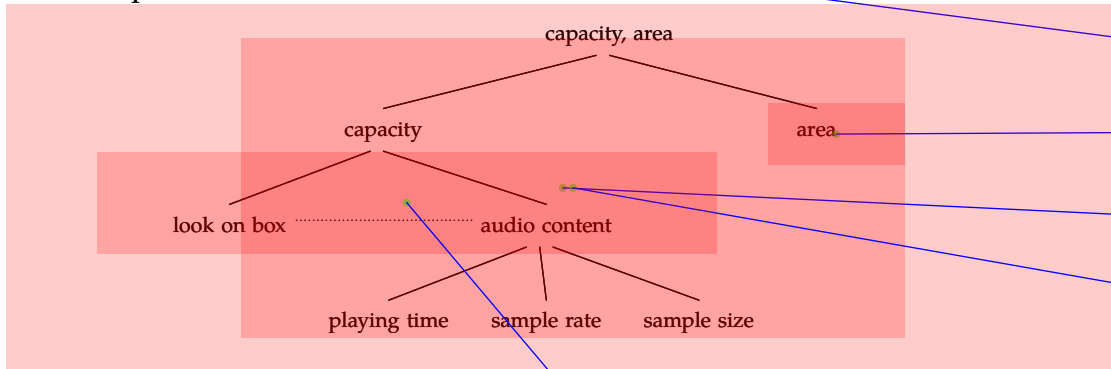 capacity, area
capacity area
look on box audio content
playing time sample rate sample size